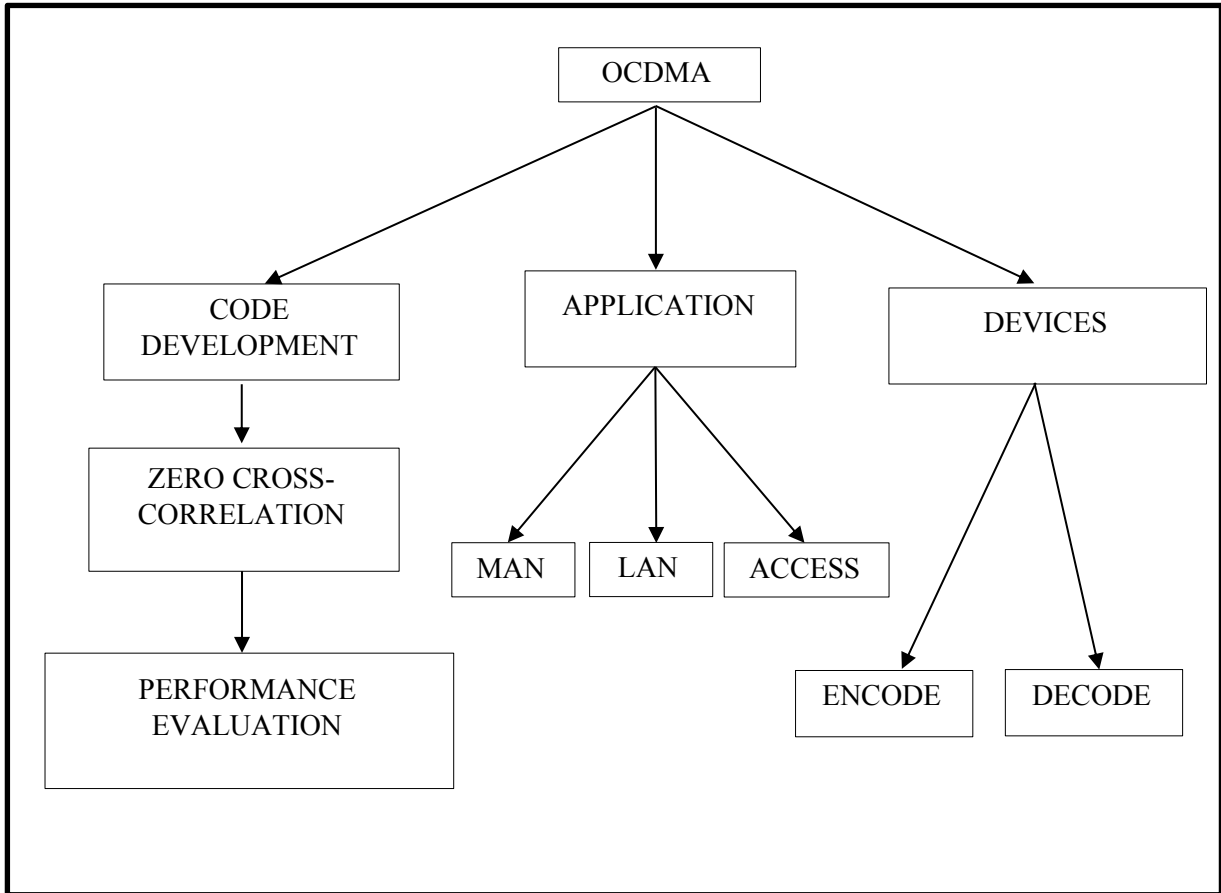 OCDMA
CODE
DEVELOPMENT
APPLICATION
DEVICES
ZERO CROSS-
CORRELATION
MAN
LAN
ACCESS
PERFORMANCE
EVALUATION
ENCODE
DECODE